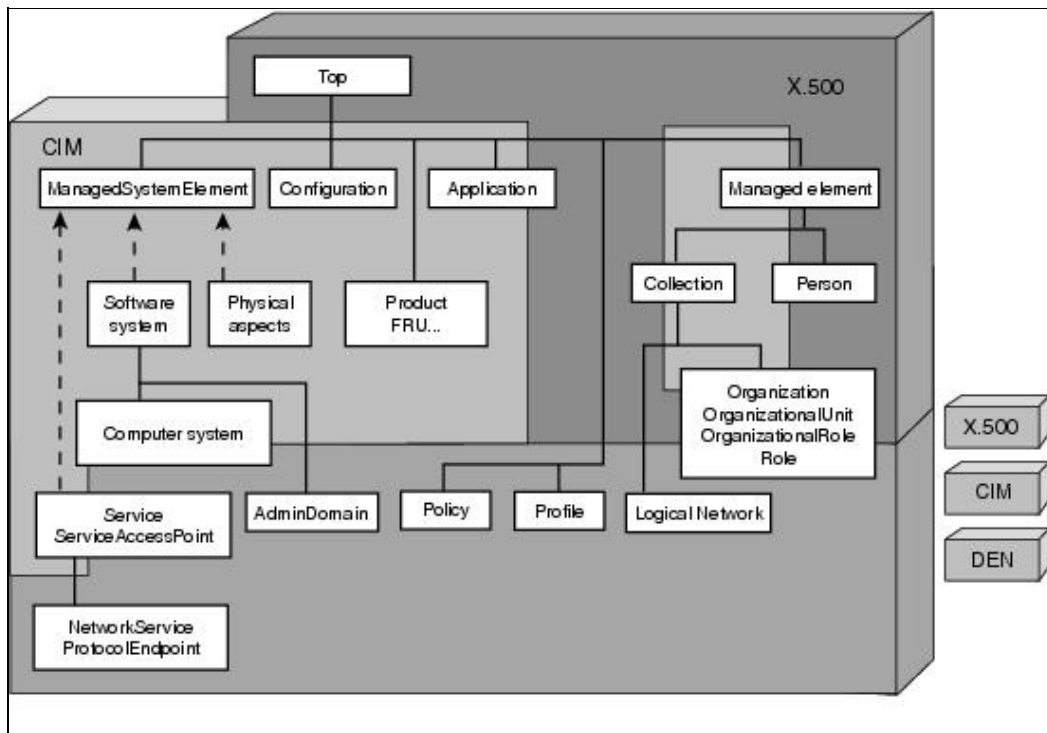 Top
X.500
CIM
ManagedSystemElement
Configuration
Application
Managed element
Software
system
Physical
aspects
Product
FRU...
Collection
Person
Organization
OrganizationalUnit
OrganizationalRole
Role
Computer system
X.500
CIM
DEN
Service
ServiceAccessPoint
AdminDomain
Policy
Profile
Logical Network
NetworkService
ProtocolEndpoint